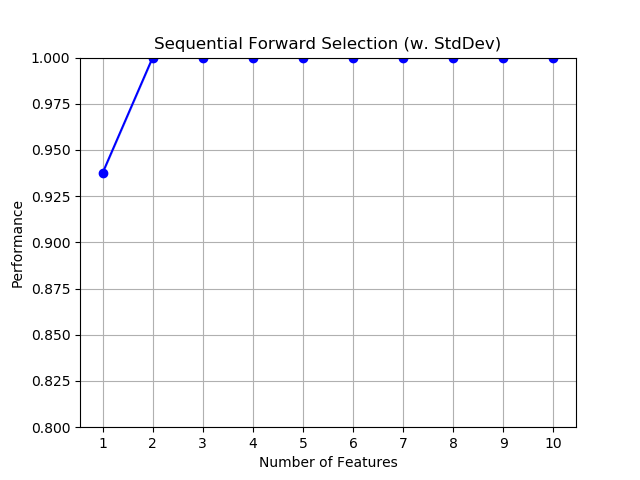 Sequential Forward Selection (w. StdDev)
1.000
0.975
0.950
0.925
0.900
0.875
0.850
0.825
0.800
Performance
1 2 3 4 5 6 7 8 9 10
Number of Features